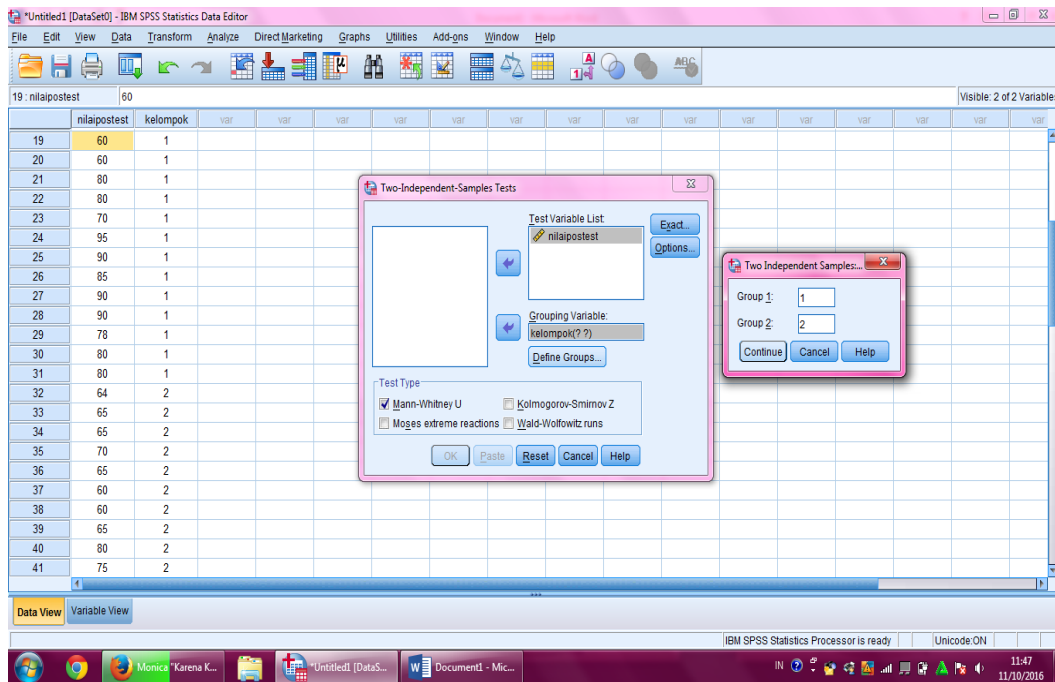 *Untitled1 [DataSet0] - IBM SPSS Statistics Data Editor
File Edit View Data Transform Analyze Direct Marketing Graphs Utilities Add-ons Window Help
19 : nilaipostest 60 Visible: 2 of 2 Variable
nilaipostest kelompok var var var var var var var var var var var var var var
19 60 1
20 60 1
21 80 1
22 80 1
23 70 1
24 95 1
25 90 1
26 85 1
27 90 1
28 90 1
29 78 1
30 80 1
31 80 1
32 64 2
33 65 2
34 65 2
35 70 2
36 65 2
37 60 2
38 60 2
39 65 2
40 80 2
41 75 2
Two-Independent-Samples Tests
Test Variable List:
nilaipostest
Exact...
Options...
Grouping Variable:
kelompok(? ?)
Define Groups...
Test Type
Mann-Whitney U Kolmogorov-Smirnov Z
Moses extreme reactions Wald-Wolfowitz runs
OK Paste Reset Cancel Help
Two Independent Samples:...
Group 1: 1
Group 2: 2
Continue Cancel Help
Data View Variable View
IBM SPSS Statistics Processor is ready Unicode:ON
Monica "Karena K... *Untitled1 [DataS... Document1 - Mic... IN 11:47
11/10/2016